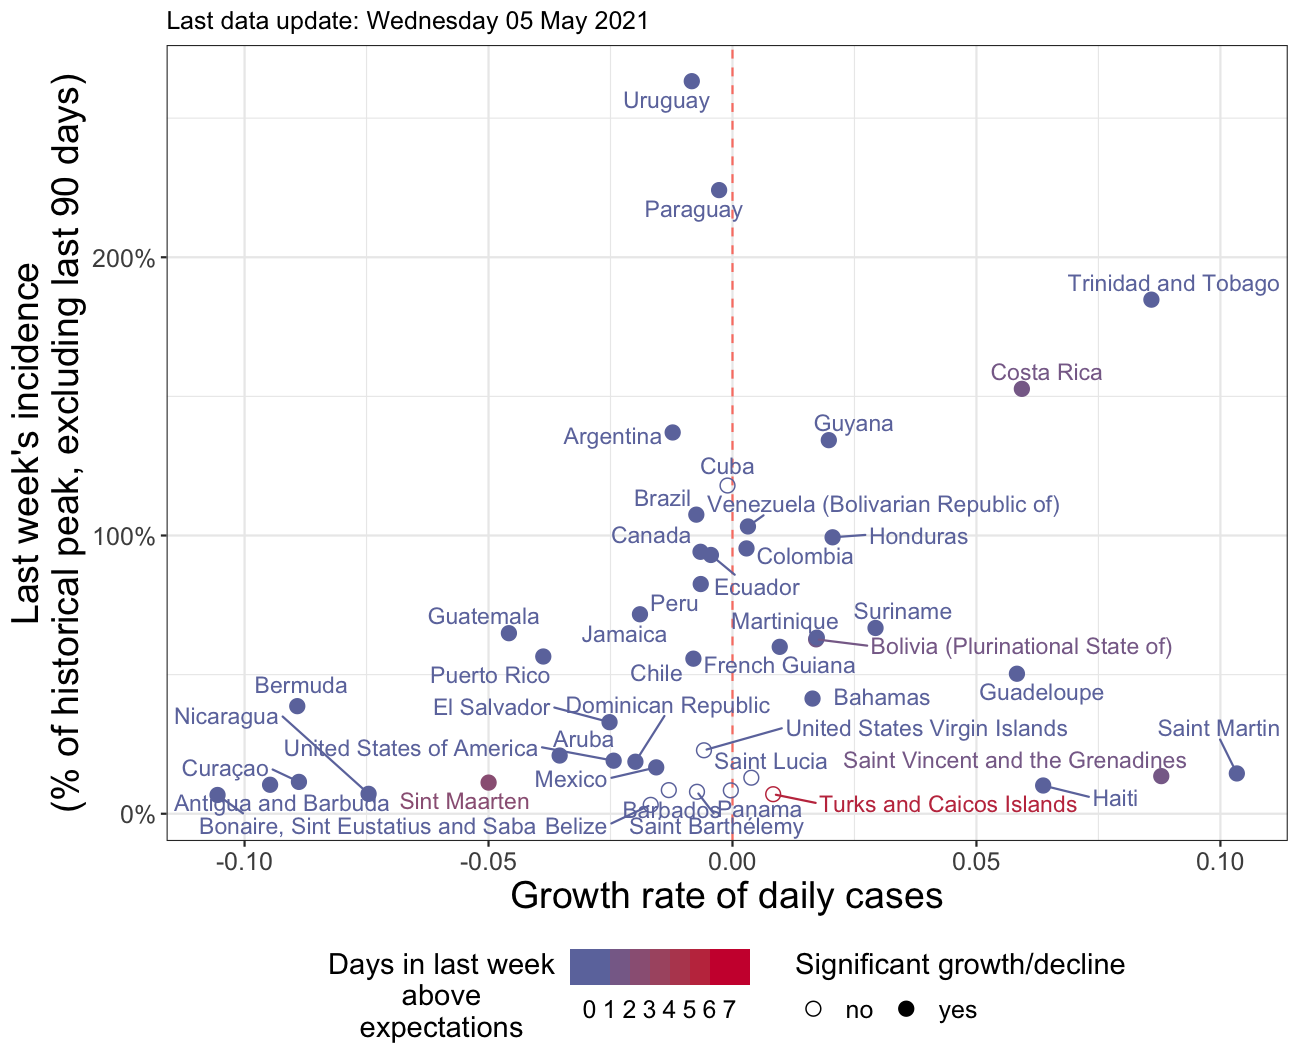 Last data update: Wednesday 05 May 2021
Last week's incidence
(% of historical peak, excluding last 90 days)
200%
100%
0%
Uruguay
Paraguay
Trinidad and Tobago
Costa Rica
Guyana
Argentina
Cuba
Brazil
Venezuela (Bolivarian Republic of)
Canada
Honduras
Colombia
Ecuador
Peru
Guatemala
Jamaica
Martinique
Suriname
Bolivia (Plurinational State of)
Puerto Rico
Chile
French Guiana
Bermuda
Guadeloupe
Bahamas
El Salvador
Dominican Republic
Nicaragua
United States Virgin Islands
Saint Martin
United States of America
Aruba
Saint Lucia
Saint Vincent and the Grenadines
Curaçao
Mexico
Antigua and Barbuda
Sint Maarten
Barbados
Panama
Turks and Caicos Islands
Haiti
Bonaire, Sint Eustatius and Saba
Belize
Saint Barthélemy
-0.10
-0.05
0.00
0.05
0.10
Growth rate of daily cases
Days in last week
above
expectations
0 1 2 3 4 5 6 7
Significant growth/decline
no
yes